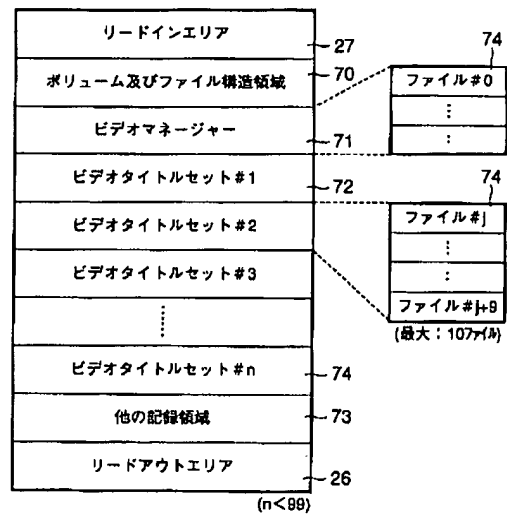 リードインエリア
27
ボリューム及びファイル構造領域
70
ビデオマネージャー
71
ビデオタイトルセット#1
72
ビデオタイトルセット#2
ビデオタイトルセット#3
ビデオタイトルセット#n
74
他の記録領域
73
リードアウトエリア
26
(n<99)
74
ファイル#0
74
ファイル#j
ファイル#j+9
(最大:107ァイル)